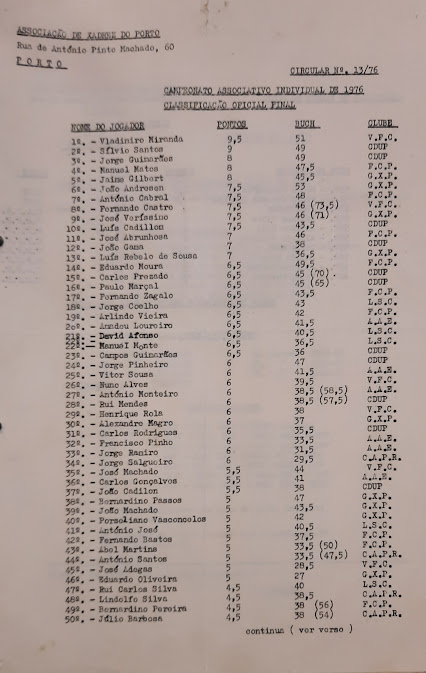 ASSOCIAÇÃO DE XADREZ DO PORTO
Rua de António Pinto Machado, 60
PORTO
CIRCULAR Nº. 13/76
CAMPEONATO ASSOCIATIVO INDIVIDUAL DE 1976
CLASSIFICAÇÃO OFICIAL FINAL
NOME DO JOGADOR PONTOS BUCH CLUBE
1º. - Vladimiro Miranda 9,5 51 V.F.C.
2º. - Sílvio Santos 9 49 CDUP
3º. - Jorge Guimarães 8 49 CDUP
4º. - Manuel Matos 8 47,5 F.C.P.
5º. - Jaime Gilbert 8 45,5 G.X.P.
6º. - João Andresen 7,5 53 G.X.P.
7º. - António Cabral 7,5 48 F.C.P.
8º. - Fernando Castro 7,5 46 (73,5) V.F.C.
9º. - José Veríssimo 7,5 46 (71) G.X.P.
10º. - Luís Cadillon 7,5 43,5 CDUP
11º. - José Abrunhosa 7 46 F.C.P.
12º. - João Gama 7 38 CDUP
13º. - Luís Rebelo de Sousa 7 36,5 G.X.P.
14º. - Eduardo Moura 6,5 49,5 F.C.P.
15º. - Carlos Prezado 6,5 45 (70) CDUP
16º. - Paulo Marçal 6,5 45 (65) CDUP
17º. - Fernando Zagalo 6,5 43,5 F.C.P.
18º. - Jorge Coelho 6,5 43 L.S.C.
19º. - Arlindo Vieira 6,5 42 F.C.P.
20º. - Amadeu Loureiro 6,5 41,5 A.A.E.
21º. - David Afonso 6,5 40,5 L.S.C.
22º. - Manuel Monte 6,5 36,5 L.S.C.
23º. - Campos Guimarães 6,5 36 CDUP
24º. - Jorge Pinheiro 6 47 CDUP
25º. - Vitor Sousa 6 41,5 A.A.E.
26º. - Nuno Alves 6 39,5 V.F.C.
27º. - António Monteiro 6 38,5 (58,5) A.A.E.
28º. - Rui Mendes 6 38,5 (57,5) CDUP
29º. - Henrique Rola 6 38 V.F.C.
30º. - Alexandre Magro 6 37 G.X.P.
31º. - Carlos Rodrigues 6 35,5 CDUP
32º. - Francisco Pinho 6 33,5 A.A.E.
33º. - Jorge Ramiro 6 31,5 A.A.E.
34º. - Jorge Salgueiro 6 29,5 C.A.P.R.
35º. - José Machado 5,5 44 V.F.C.
36º. - Carlos Gonçalves 5,5 41 A.A.E.
37º. - João Cadilon 5,5 38 CDUP
38º. - Bernardino Passos 5 47 G.X.P.
39º. - João Machado 5 43,5 G.X.P.
40º. - Porseliano Vasconcelos 5 42 G.X.P.
41º. - António José 5 40,5 L.S.C.
42º. - Fernando Bastos 5 37,5 F.C.P.
43º. - Abel Martins 5 33,5 (50) F.C.P.
44º. - António Santos 5 33,5 (47,5) C.A.P.R.
45º. - José Adegas 5 28,5 V.F.C.
46º. - Eduardo Oliveira 5 27 G.X.P.
47º. - Rui Carlos Silva 4,5 40 L.S.C.
48º. - Lindolfo Silva 4,5 38,5 C.A.P.R.
49º. - Bernardino Pereira 4,5 38 (56) F.C.P.
50º. - Júlio Barbosa 4,5 38 (54) C.A.P.R.
continua ( ver verso )